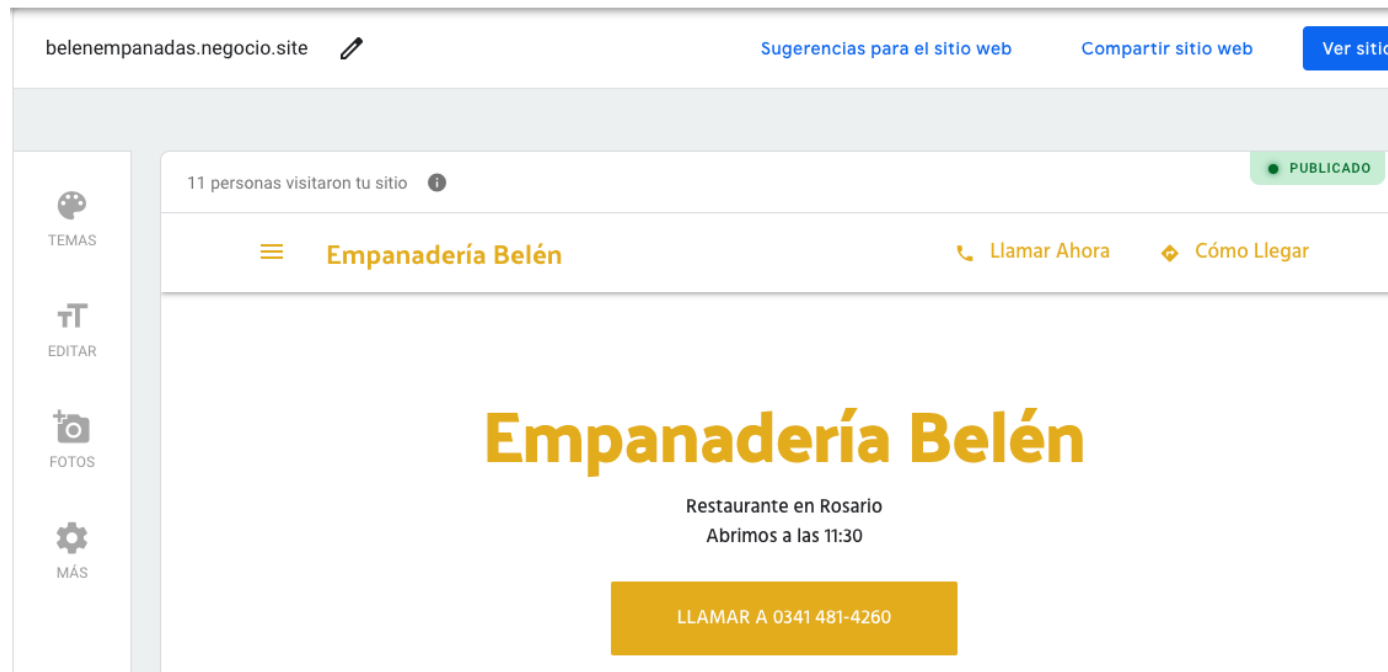 belenempanadas.negocio.site
Sugerencias para el sitio web
Compartir sitio web
Ver sitio
11 personas visitaron tu sitio
PUBLICADO
TEMAS
EDITAR
FOTOS
MÁS
Empanadería Belén
Llamar Ahora
Cómo Llegar
Empanadería Belén
Restaurante en Rosario
Abrimos a las 11:30
LLAMAR A 0341 481-4260